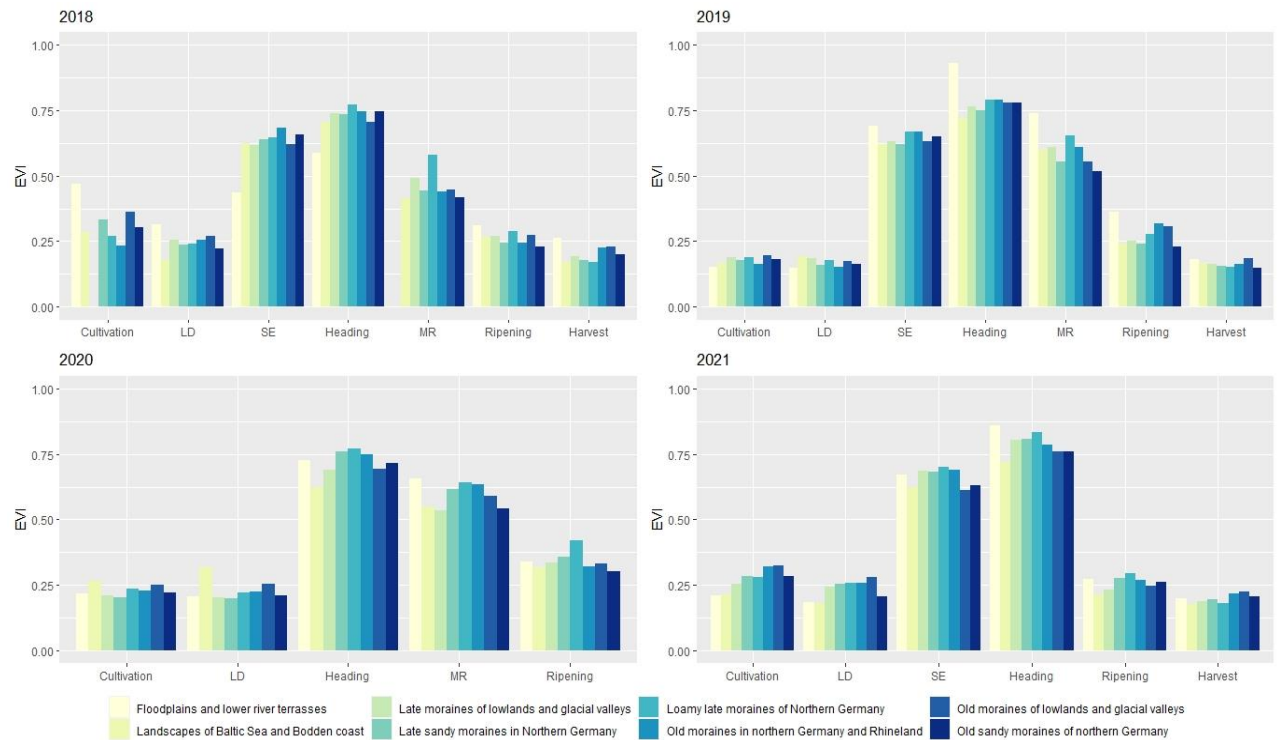 2018
1.00
0.75
0.50
0.25
0.00
EVI
Cultivation LD SE Heading MR Ripening Harvest
2019
1.00
0.75
0.50
0.25
0.00
EVI
Cultivation LD SE Heading MR Ripening Harvest
2020
1.00
0.75
0.50
0.25
0.00
EVI
Cultivation LD Heading MR Ripening
2021
1.00
0.75
0.50
0.25
0.00
EVI
Cultivation LD SE Heading Ripening Harvest
Floodplains and lower river terrasses Late moraines of lowlands and glacial valleys Loamy late moraines of Northern Germany Old moraines of lowlands and glacial valleys
Landscapes of Baltic Sea and Bodden coast Late sandy moraines in Northern Germany Old moraines in northern Germany and Rhineland Old sandy moraines of northern Germany